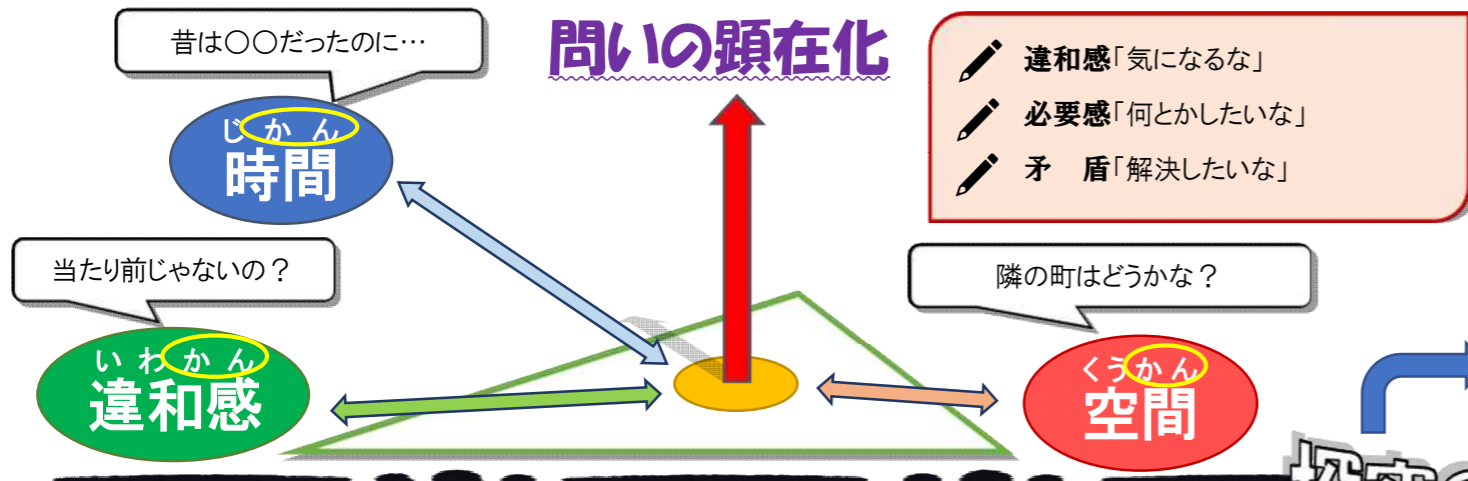 昔は〇〇だったのに…
問いの顕在化
違和感「気になるな」
必要感「何とかしたいな」
矛　盾「解決したいな」
じかん
時間
当たり前じゃないの？
隣の町はどうかな？
いわかん
違和感
くうかん
空間